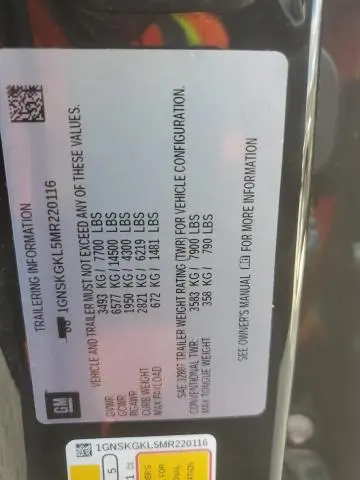 TRAILERING INFORMATION
1GNSKGKL5MR220116
VEHICLE AND TRAILER MUST NOT EXCEED ANY OF THESE VALUES.
GVWR 3493 KG / 7700 LBS
GCWR 6577 KG / 14500 LBS
RGAWR 1950 KG / 4300 LBS
CURB WEIGHT 2821 KG / 6219 LBS
MAX PAYLOAD 672 KG / 1481 LBS
SAE J2807 TRAILER WEIGHT RATING (TWR) FOR VEHICLE CONFIGURATION.
CONVENTIONAL TWR: 3583 KG / 7900 LBS
MAX TONGUE WEIGHT: 358 KG / 790 LBS
SEE OWNER'S MANUAL FOR MORE INFORMATION
GM
1GNSKGKL5MR220116
5